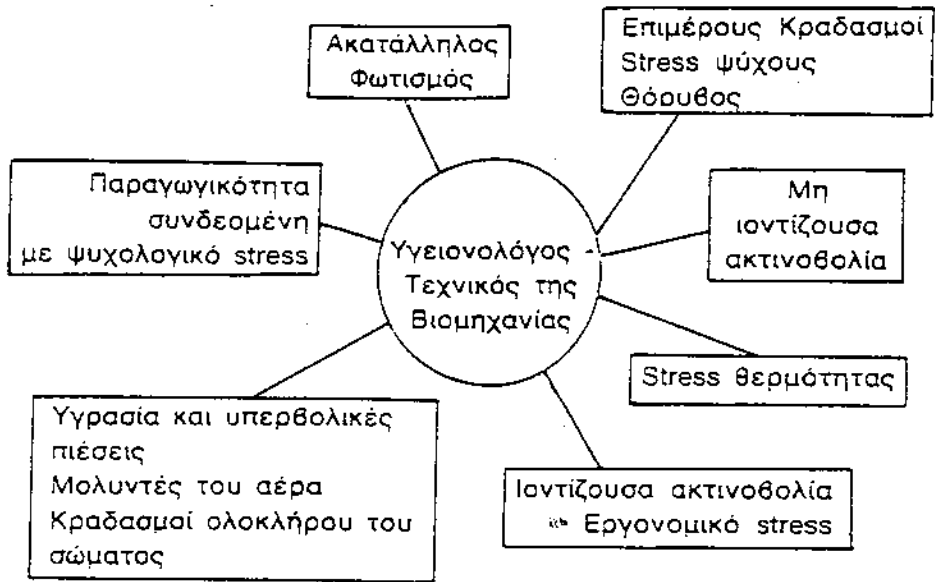 Ακατάλληλος
Φωτισμός
Επιμέρους Κραδασμοί
Stress ψύχους
Θόρυβος
Παραγωγικότητα
συνδεομένη
με ψυχολογικό stress
Μη
ιοντίζουσα
ακτινοβολία
Υγειονολόγος -
Τεχνικός της
Βιομηχανίας
Stress θερμότητας
Υγρασία και υπερβολικές
πιέσεις
Μολυντές του αέρα
Κραδασμοί ολοκλήρου του
σώματος
Ιοντίζουσα ακτινοβολία
Εργονομικό stress